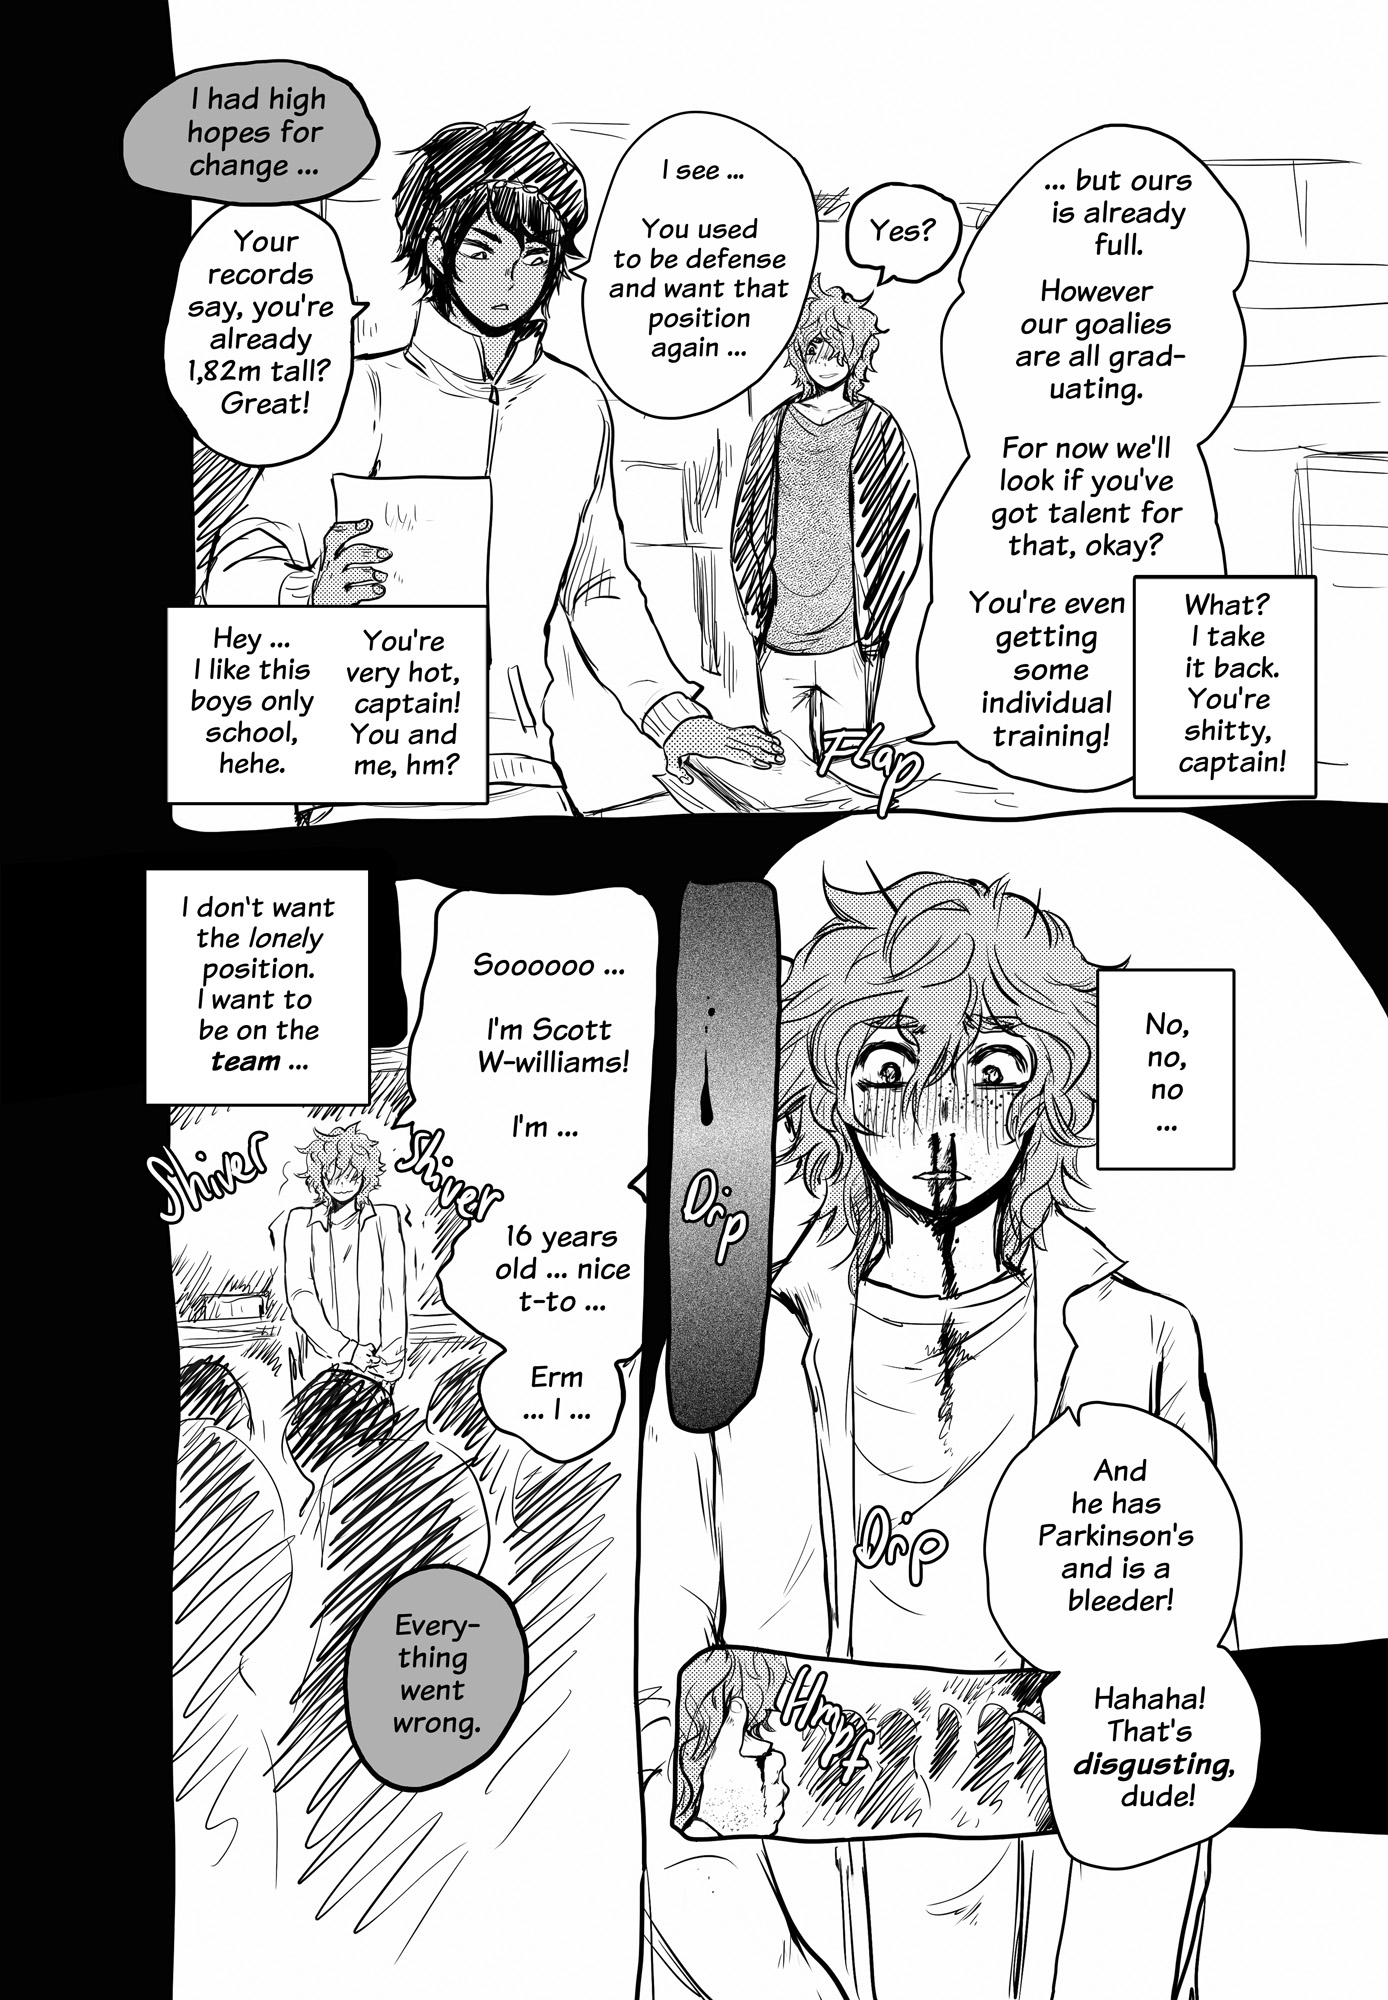 I had high
hopes for
change ...
Your
records
say, you're
already
1,82m tall?
Great!
I see ...
You used
to be defense
and want that
position
again ...
Yes?
... but ours
is already
full.
However
our goalies
are all grad-
uating.
For now we'll
look if you've
got talent for
that, okay?
You're even
getting
some
individual
training!
Hey ...
I like this
boys only
school,
hehe.
You're
very hot,
captain!
You and
me, hm?
What?
I take
it back.
You're
shitty,
captain!
Flap
I don't want
the lonely
position.
I want to
be on the
team ...
Soooooo ...
I'm Scott
W-williams!
I'm ...
16 years
old ... nice
t-to ...
Erm
... I ...
Shiver
Shiver
Every-
thing
went
wrong.
Drip
No,
no,
no
...
Drip
And
he has
Parkinson's
and is a
bleeder!
Hahaha!
That's
disgusting,
dude!
Hmpf